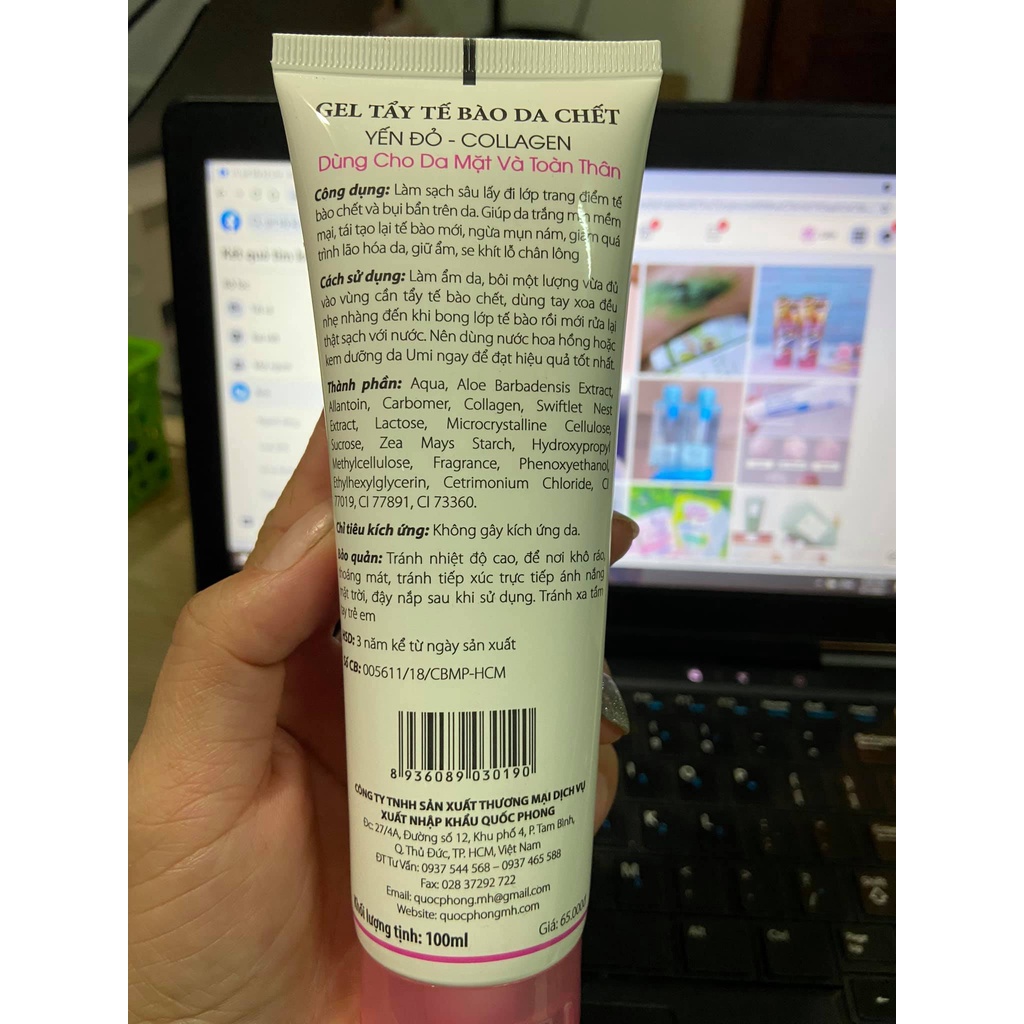 GEL TẨY TẾ BÀO DA CHẾT
YẾN ĐỎ - COLLAGEN
Dùng Cho Da Mặt Và Toàn Thân
Công dụng: Làm sạch sâu lấy đi lớp trang điểm tế
bào chết và bụi bẩn trên da. Giúp da trắng mịn mềm
mại, tái tạo lại tế bào mới, ngừa mụn nám, giảm quá
trình lão hóa da, giữ ẩm, se khít lỗ chân lông
Cách sử dụng: Làm ẩm da, bôi một lượng vừa đủ
vào vùng cần tẩy tế bào chết, dùng tay xoa đều
nhẹ nhàng đến khi bong lớp tế bào rồi mới rửa lại
thật sạch với nước. Nên dùng nước hoa hồng hoặc
kem dưỡng da Umi ngay để đạt hiệu quả tốt nhất.
Thành phần: Aqua, Aloe Barbadensis Extract,
Allantoin, Carbomer, Collagen, Swiftlet Nest
Extract, Lactose, Microcrystalline Cellulose,
Sucrose, Zea Mays Starch, Hydroxypropyl
Methylcellulose, Fragrance, Phenoxyethanol,
Ethylhexylglycerin, Cetrimonium Chloride, CI
77019, CI 77891, CI 73360.
Chỉ tiêu kích ứng: Không gây kích ứng da.
Bảo quản: Tránh nhiệt độ cao, để nơi khô ráo,
thoáng mát, tránh tiếp xúc trực tiếp ánh nắng
mặt trời, đậy nắp sau khi sử dụng. Tránh xa tầm
tay trẻ em
HSD: 3 năm kể từ ngày sản xuất
Số CB: 005611/18/CBMP-HCM
8 936089 030190
CÔNG TY TNHH SẢN XUẤT THƯƠNG MẠI DỊCH VỤ
XUẤT NHẬP KHẨU QUỐC PHONG
Đc: 27/4A, Đường số 12, Khu phố 4, P. Tam Bình,
Q. Thủ Đức, TP. HCM, Việt Nam
ĐT Tư Vấn: 0937 544 568 – 0937 465 588
Fax: 028 37292 722
Email: quocphong.mh@gmail.com
Website: quocphongmh.com
Khối lượng tịnh: 100ml
Giá: 65.000đ